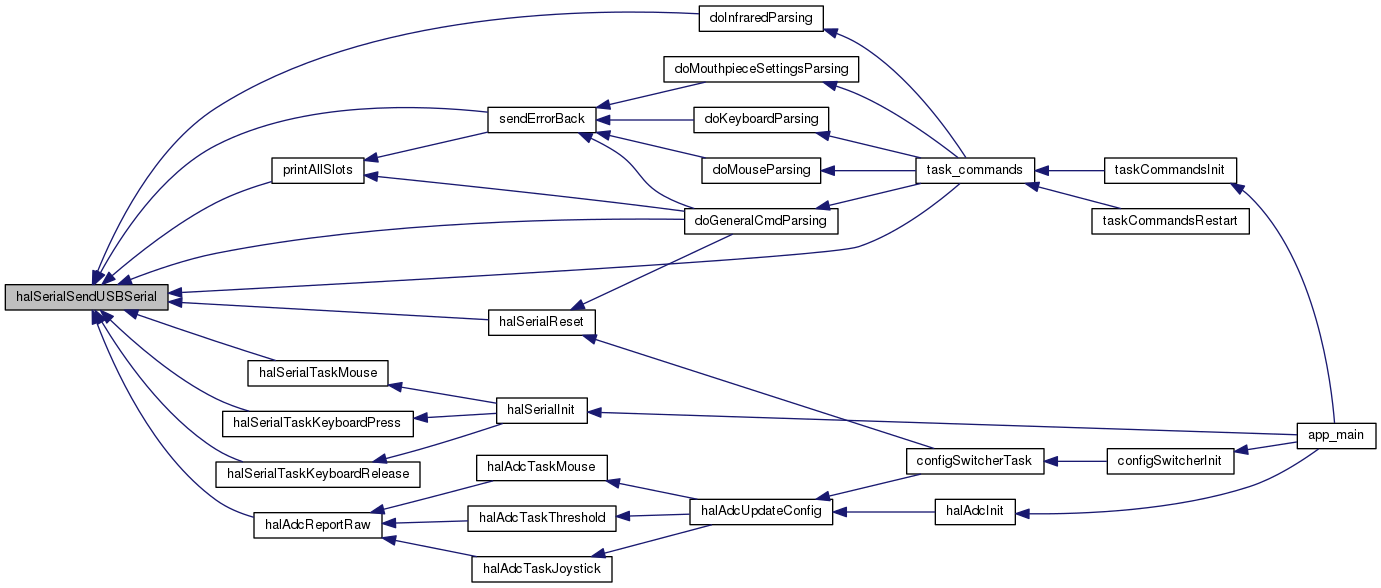 doInfraredParsing
doMouthpieceSettingsParsing
sendErrorBack
doKeyboardParsing
printAllSlots
doMouseParsing
task_commands
taskCommandsInit
doGeneralCmdParsing
taskCommandsRestart
halSerialSendUSBSerial
halSerialReset
halSerialTaskMouse
halSerialTaskKeyboardPress
halSerialInit
app_main
halSerialTaskKeyboardRelease
halAdcTaskMouse
configSwitcherTask
configSwitcherInit
halAdcReportRaw
halAdcTaskThreshold
halAdcUpdateConfig
halAdcInit
halAdcTaskJoystick